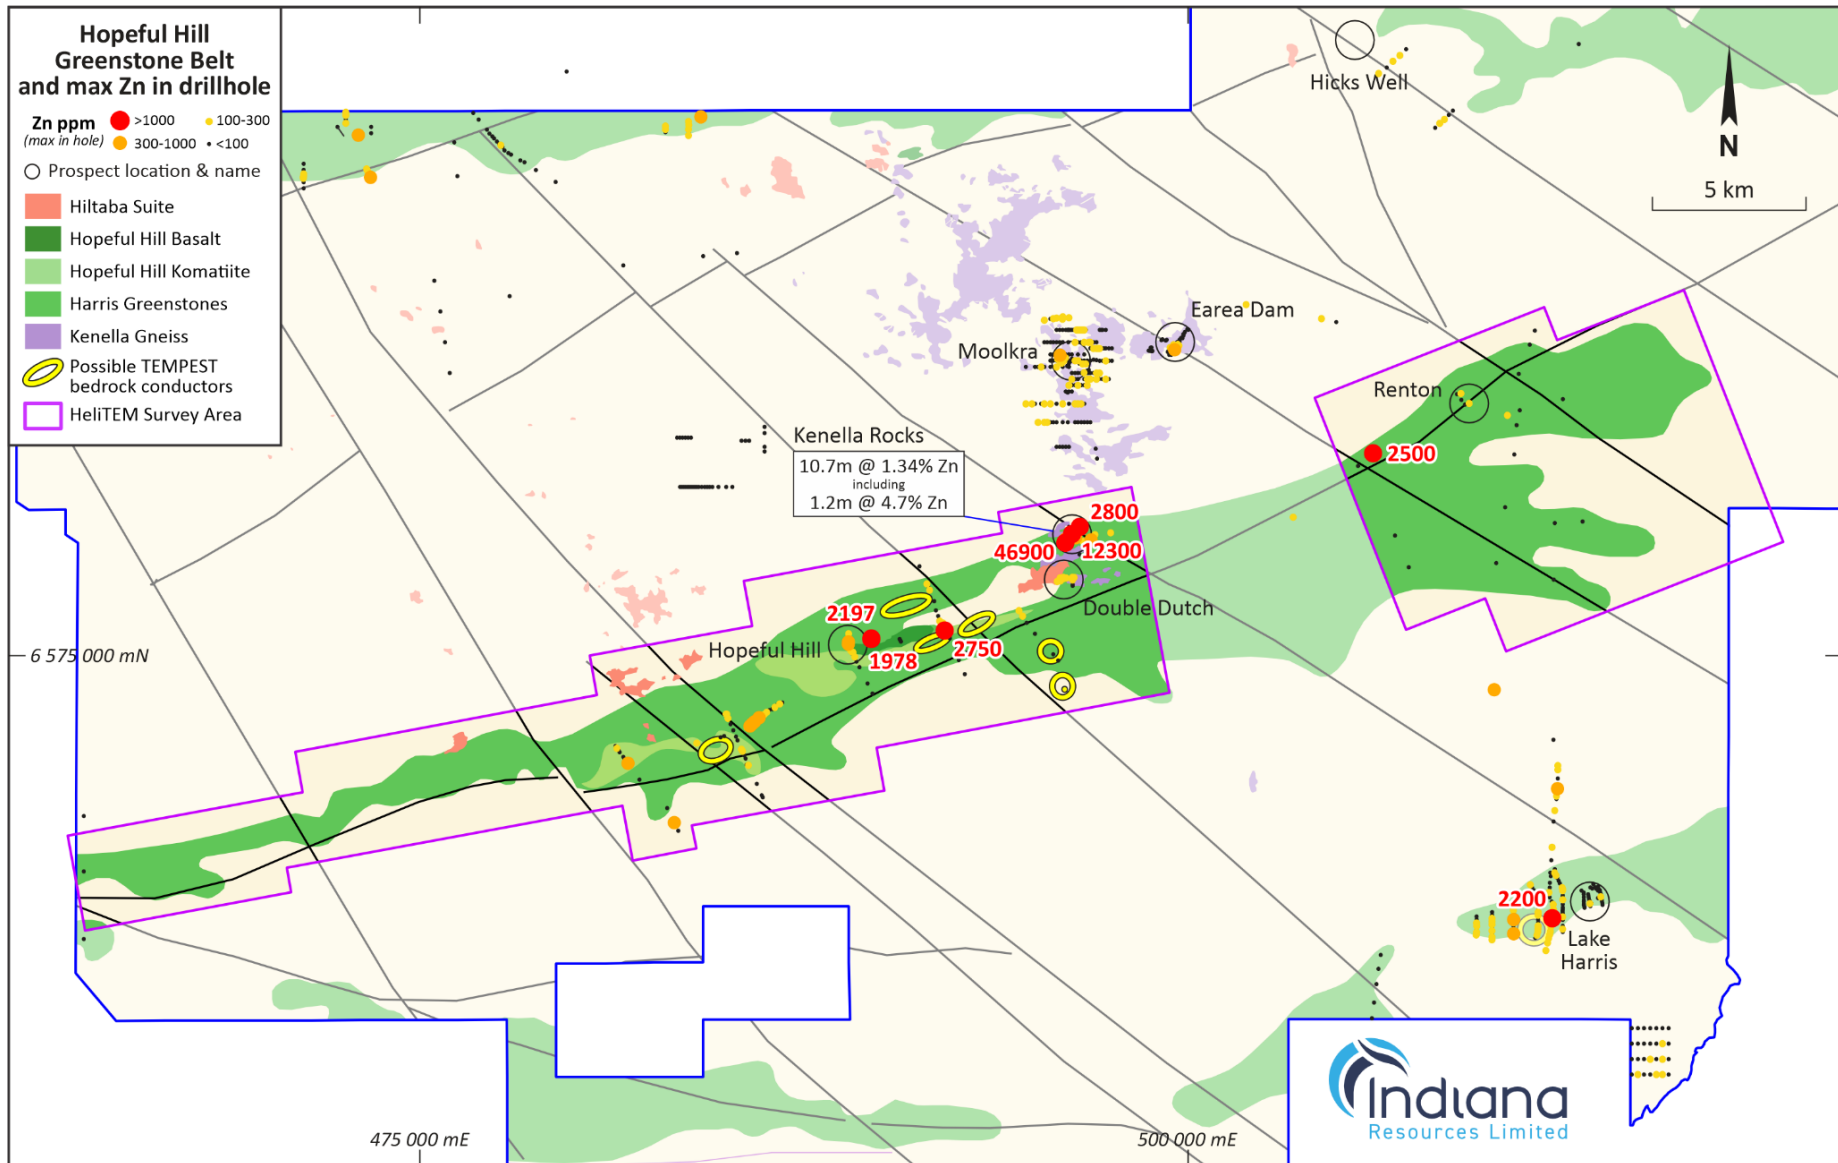 Hopeful Hill
Greenstone Belt
and max Zn in drillhole
Zn ppm
(max in hole)
>1000
100-300
300-1000
<100
Prospect location & name
Hiltaba Suite
Hopeful Hill Basalt
Hopeful Hill Komatiite
Harris Greenstones
Kenella Gneiss
Possible TEMPEST
bedrock conductors
HeliTEM Survey Area
Hicks Well
N
5 km
Earea Dam
Moolkra
Renton
2500
Kenella Rocks
10.7m @ 1.34% Zn
including
1.2m @ 4.7% Zn
2800
46900
12300
Double Dutch
2197
Hopeful Hill
1978
2750
6 575 000 mN
2200
Lake
Harris
475 000 mE
500 000 mE
Indiana
Resources Limited